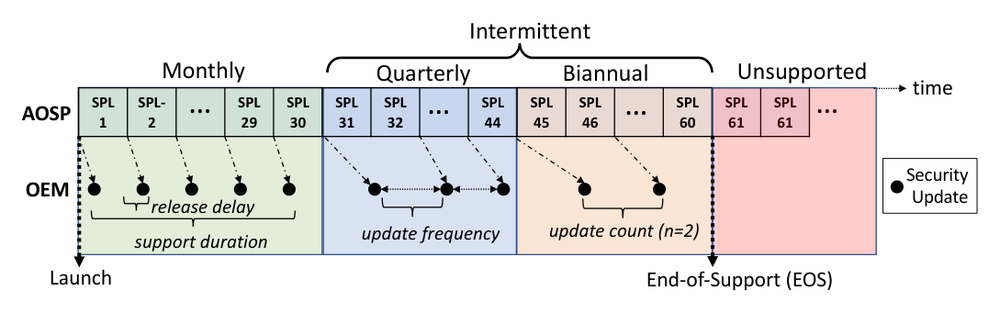 Intermittent
Monthly
Quarterly
Biannual
Unsupported
AOSP
SPL 1
SPL- 2
...
SPL 29
SPL 30
SPL 31
SPL 32
...
SPL 44
SPL 45
SPL 46
...
SPL 60
SPL 61
SPL 61
...
time
OEM
release delay
support duration
update frequency
update count (n=2)
Security
Update
Launch
End-of-Support (EOS)